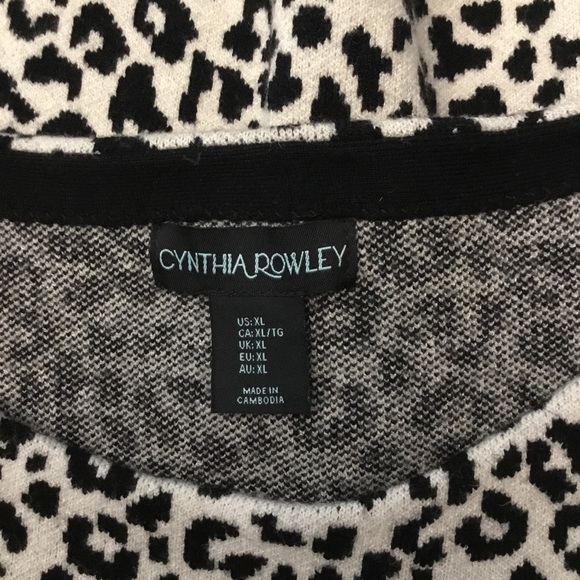 CYNTHIA ROWLEY
US: XL
CA: XL/TG
UK: XL
EU: XL
AU: XL
MADE IN
CAMBODIA